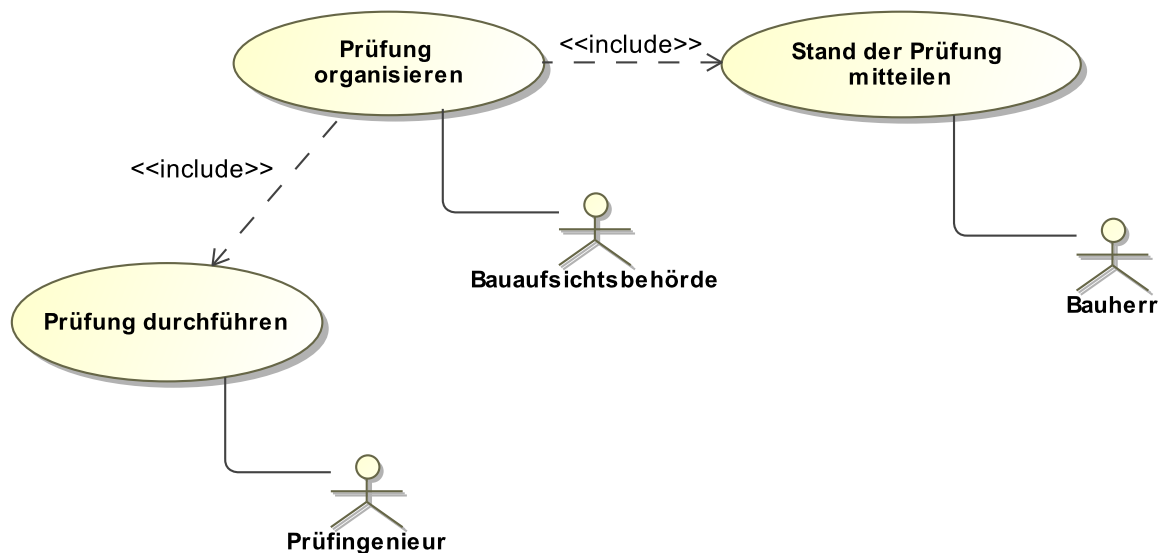 Prüfung
organisieren
<<include>>
Stand der Prüfung
mitteilen
<<include>>
Bauaufsichtsbehörde
Bauherr
Prüfung durchführen
Prüfingenieur